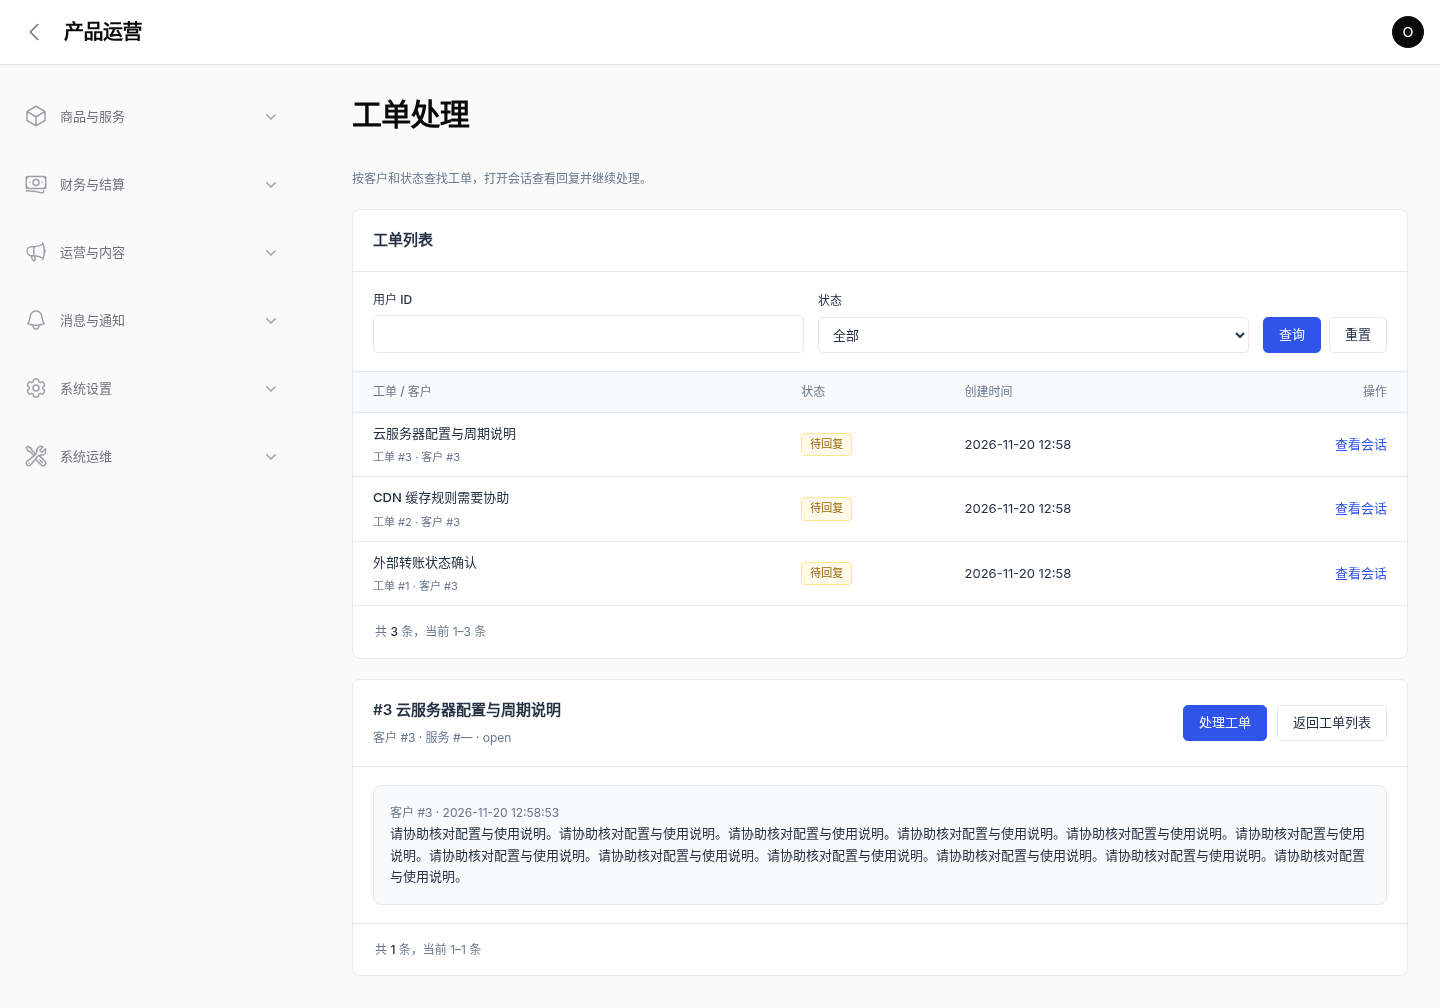 产品运营
O
商品与服务
财务与结算
运营与内容
消息与通知
系统设置
系统运维
工单处理
按客户和状态查找工单，打开会话查看回复并继续处理。
工单列表
用户 ID
状态
全部
查询
重置
工单 / 客户
状态
创建时间
操作
云服务器配置与周期说明
工单 #3 · 客户 #3
待回复
2026-11-20 12:58
查看会话
CDN 缓存规则需要协助
工单 #2 · 客户 #3
待回复
2026-11-20 12:58
查看会话
外部转账状态确认
工单 #1 · 客户 #3
待回复
2026-11-20 12:58
查看会话
共 3 条，当前 1–3 条
#3 云服务器配置与周期说明
客户 #3 · 服务 #— · open
处理工单
返回工单列表
客户 #3 · 2026-11-20 12:58:53
请协助核对配置与使用说明。请协助核对配置与使用说明。请协助核对配置与使用说明。请协助核对配置与使用说明。请协助核对配置与使用说明。请协助核对配置与使用
说明。请协助核对配置与使用说明。请协助核对配置与使用说明。请协助核对配置与使用说明。请协助核对配置与使用说明。请协助核对配置与使用说明。请协助核对配置
与使用说明。
共 1 条，当前 1–1 条